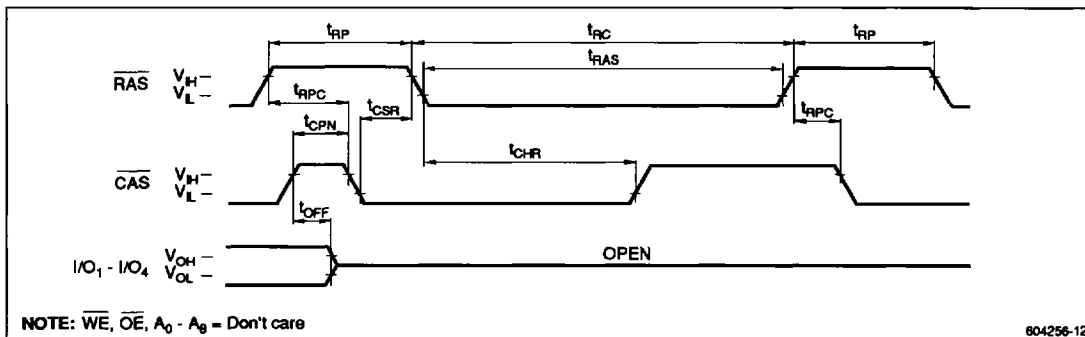 tRP tRC tRP
tRAS
RAS VIH
VIL
tRPC tCSR tRPC
tCPN
tCHR
CAS VIH
VIL
tOFF
I/O1 - I/O4 VOH
VOL
OPEN
NOTE: WE, OE, A0 - A8 = Don't care
604256-12